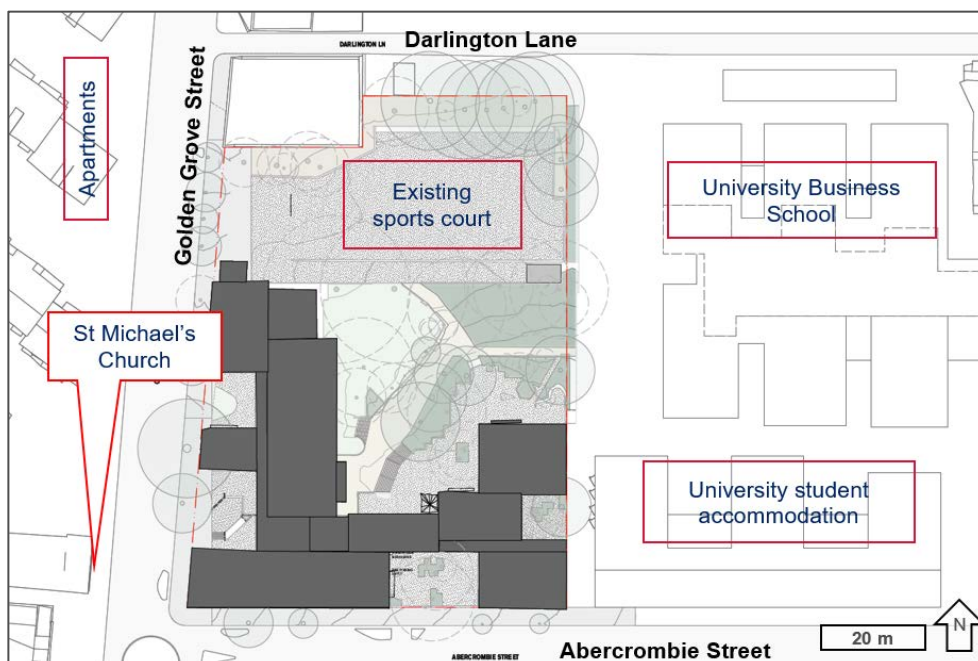 DARLINGTON LN
Darlington Lane
Golden Grove Street
Apartments
Existing
sports court
University Business
School
St Michael's
Church
University student
accommodation
N
20 m
Abercrombie Street
ABERCROMBIE STREET